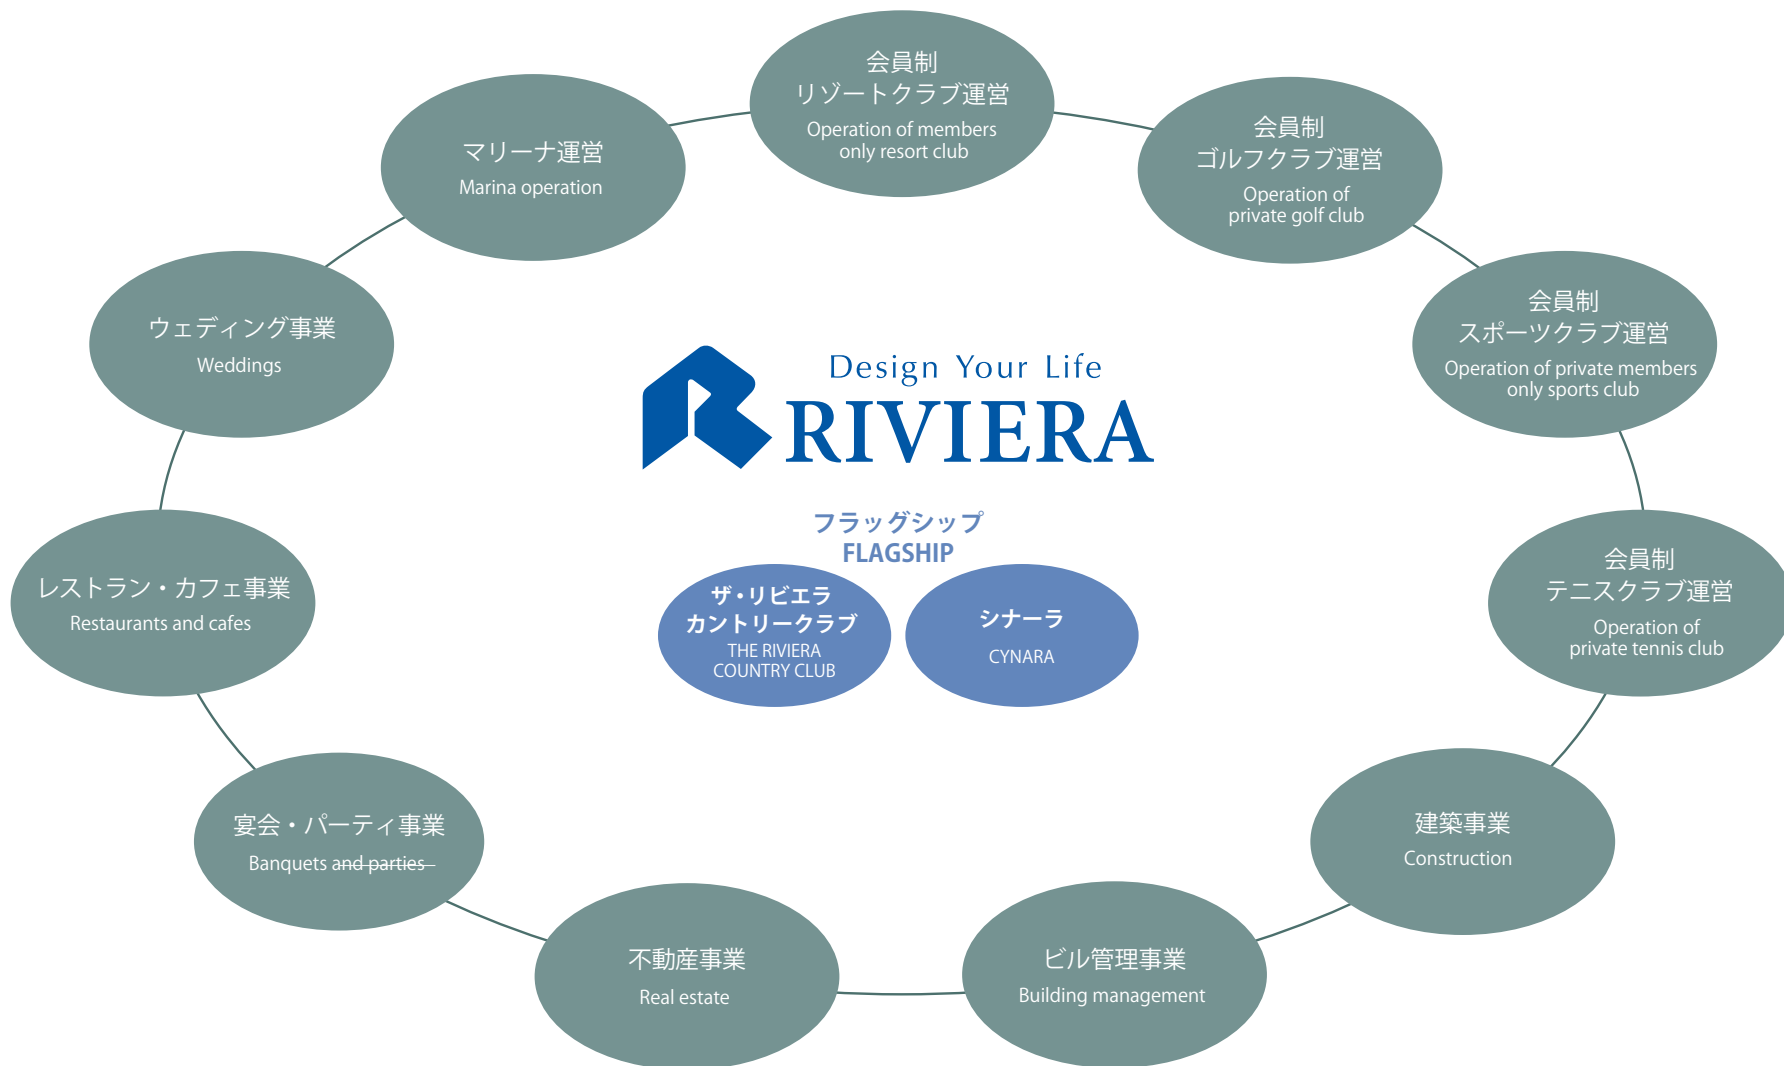 会員制
リゾートクラブ運営
Operation of members
only resort club
会員制
ゴルフクラブ運営
Operation of
private golf club
会員制
スポーツクラブ運営
Operation of private members
only sports club
会員制
テニスクラブ運営
Operation of
private tennis club
建築事業
Construction
ビル管理事業
Building management
不動産事業
Real estate
宴会・パーティ事業
Banquets and parties
レストラン・カフェ事業
Restaurants and cafes
ウェディング事業
Weddings
マリーナ運営
Marina operation
Design Your Life
RIVIERA
フラッグシップ
FLAGSHIP
ザ・リビエラ
カントリークラブ
THE RIVIERA
COUNTRY CLUB
シナーラ
CYNARA